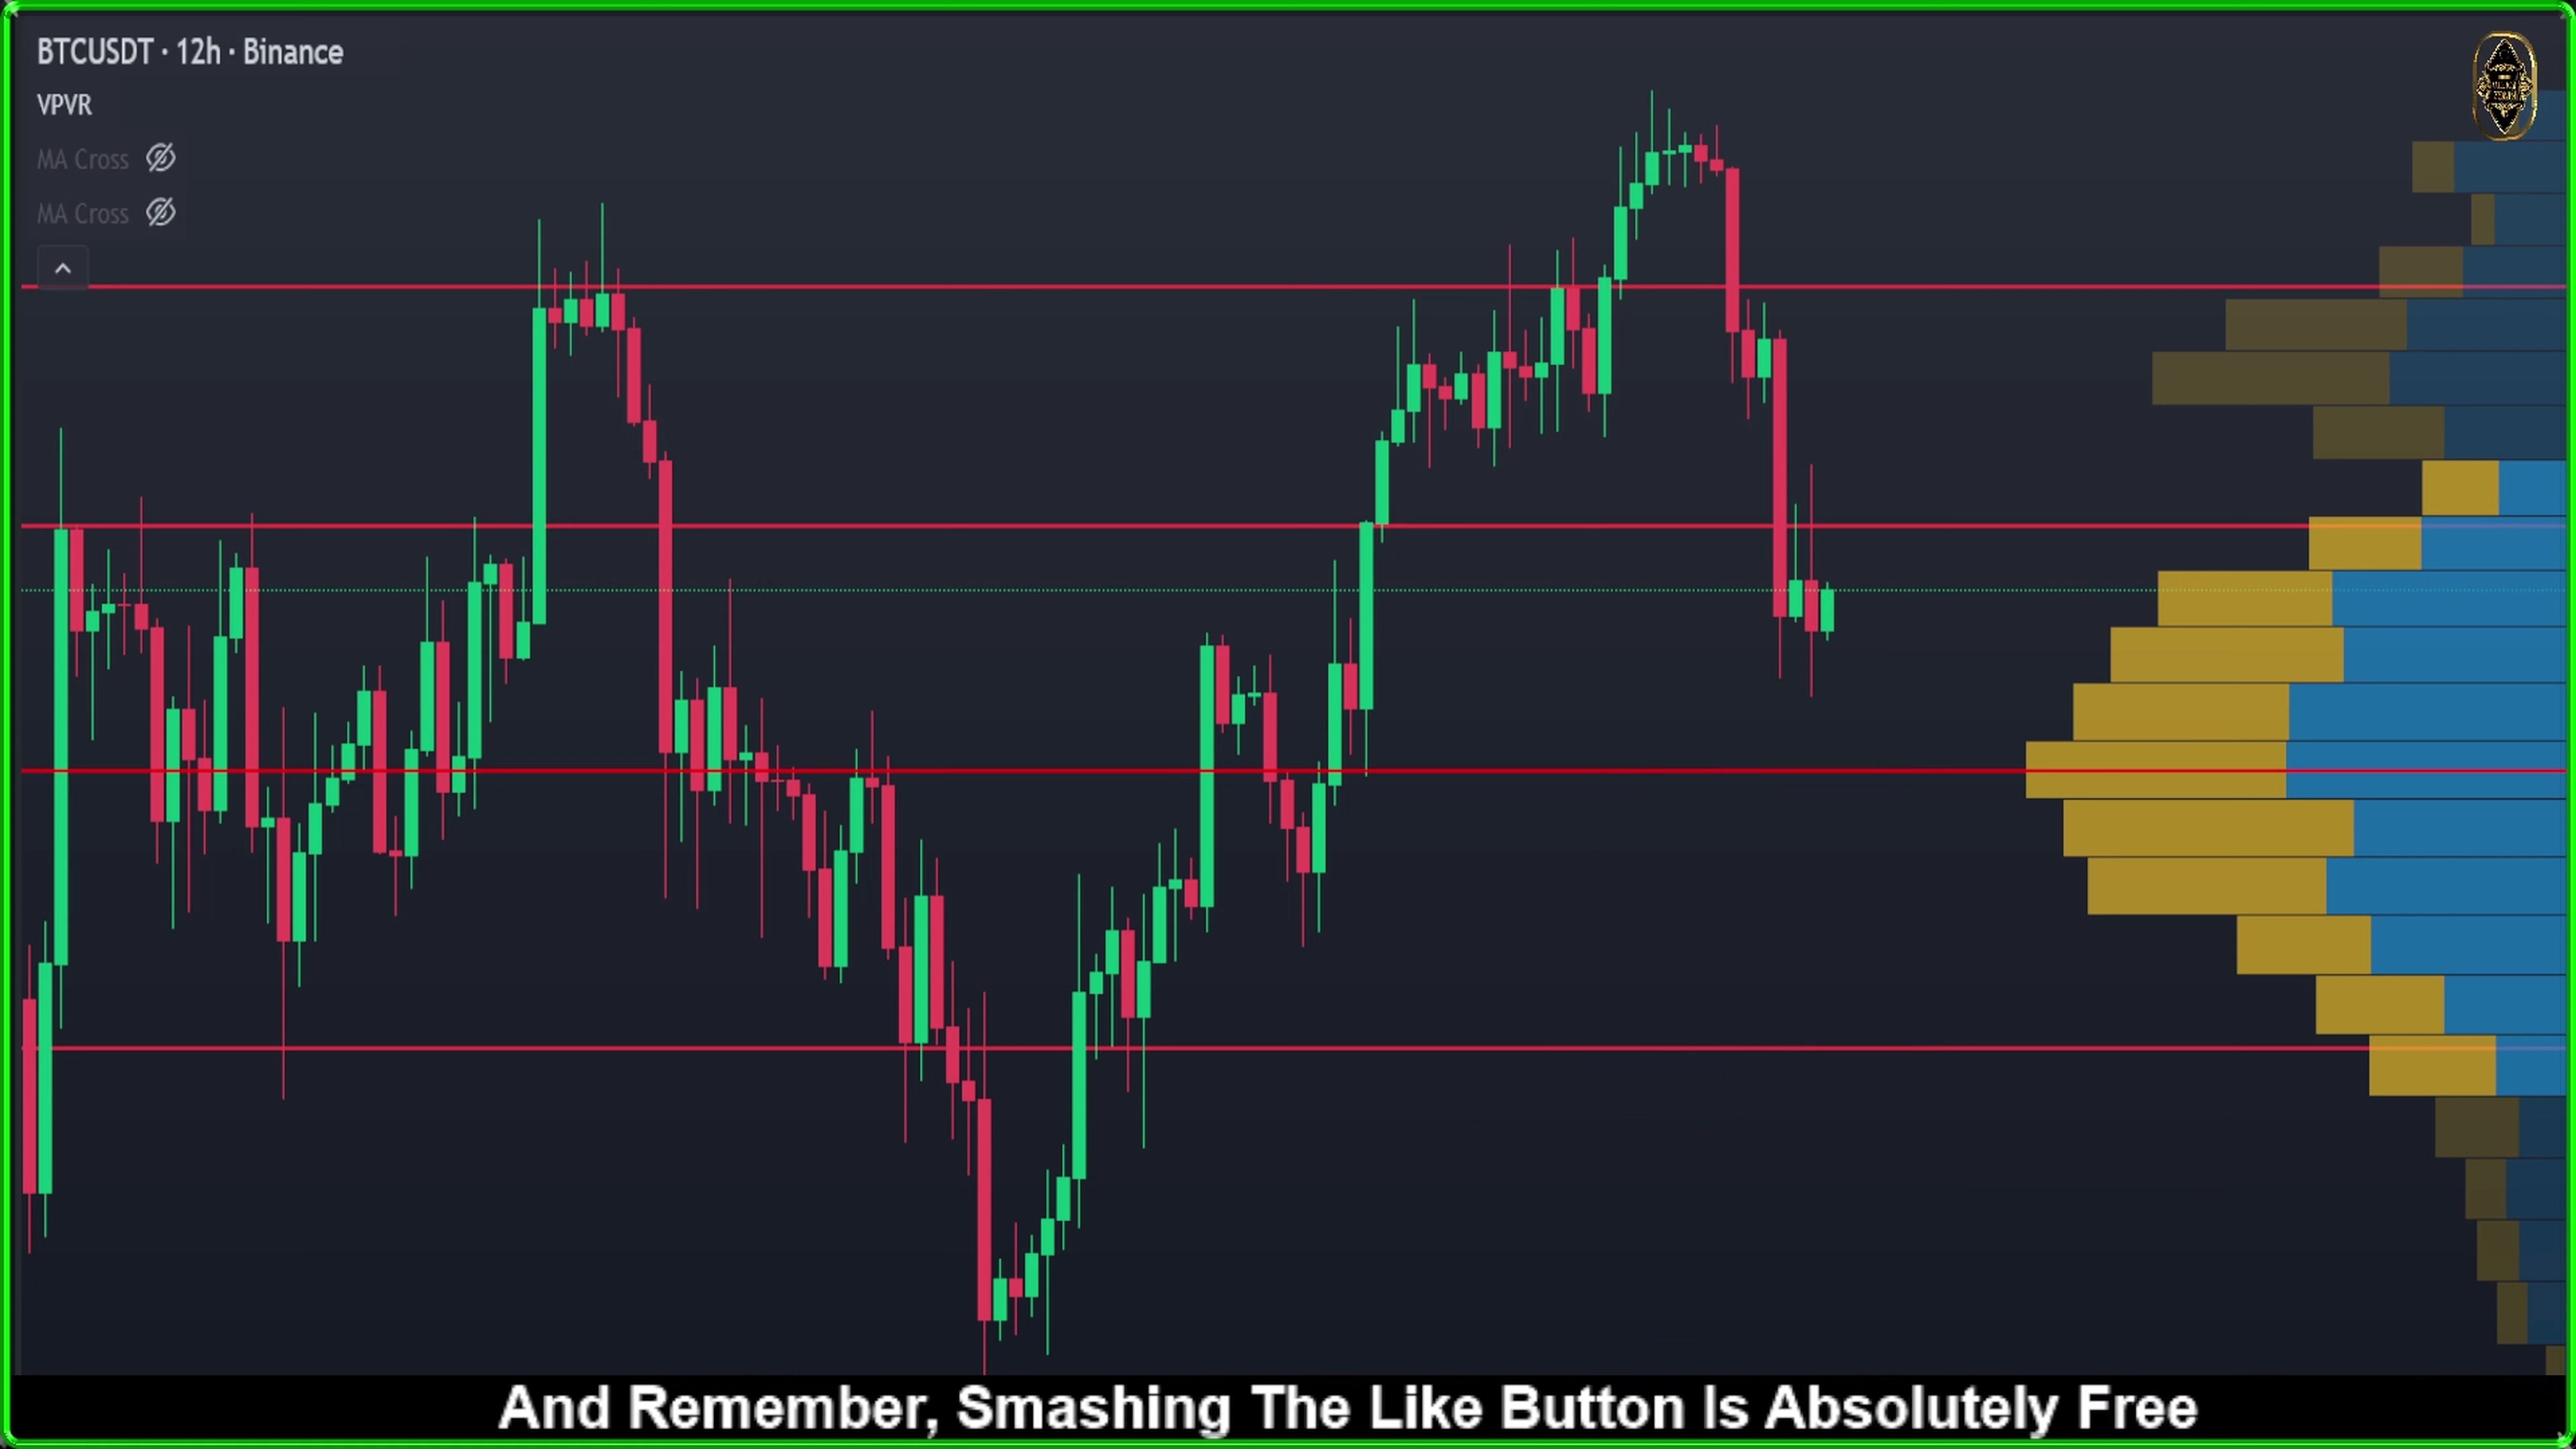 BTCUSDT · 12h · Binance
VPVR
MA Cross
MA Cross
And Remember, Smashing The Like Button Is Absolutely Free